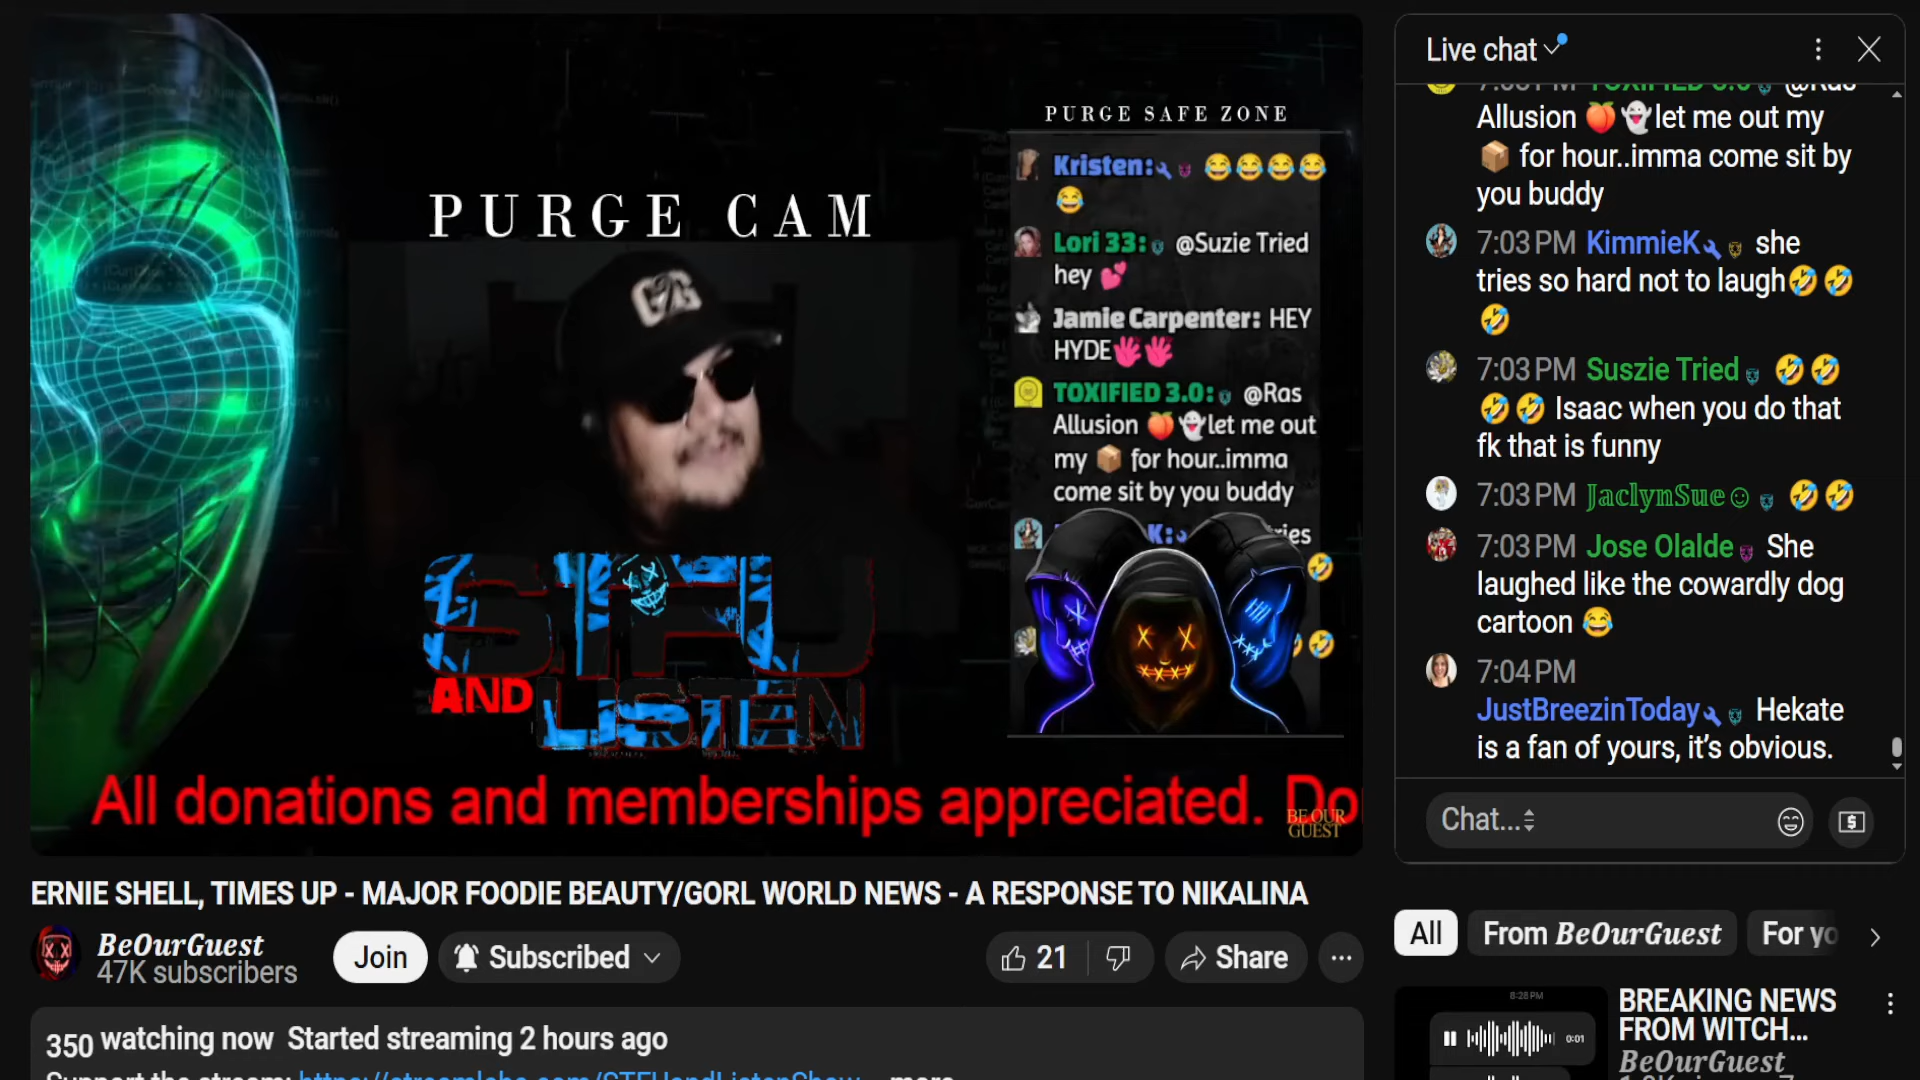 PURGE CAM
STFU
AND LISTEN
PURGE SAFE ZONE
Kristen: 😂😂😂😂
😂
Lori 33: @Suzie Tried
hey 💕
Jamie Carpenter: HEY
HYDE👋👋
TOXIFIED 3.0: @Ras
Allusion 🍑👻let me out
my 📦 for hour..imma
come sit by you buddy
All donations and memberships appreciated. Do
BE OUR
GUEST
ERNIE SHELL, TIMES UP - MAJOR FOODIE BEAUTY/GORL WORLD NEWS - A RESPONSE TO NIKALINA
BeOurGuest
47K subscribers
Join
Subscribed
21
Share
350 watching now Started streaming 2 hours ago
Live chat
Allusion 🍑👻let me out my
📦 for hour..imma come sit by
you buddy
7:03 PM KimmieK she
tries so hard not to laugh🤣🤣
🤣
7:03 PM Suszie Tried 🤣🤣
🤣🤣 Isaac when you do that
fk that is funny
7:03 PM JaclynSue☺ 🤣🤣
7:03 PM Jose Olalde She
laughed like the cowardly dog
cartoon 😂
7:04 PM
JustBreezinToday Hekate
is a fan of yours, it's obvious.
Chat...
All
From BeOurGuest
For yo
8:28 PM
0:01
BREAKING NEWS
FROM WITCH...
BeOurGuest